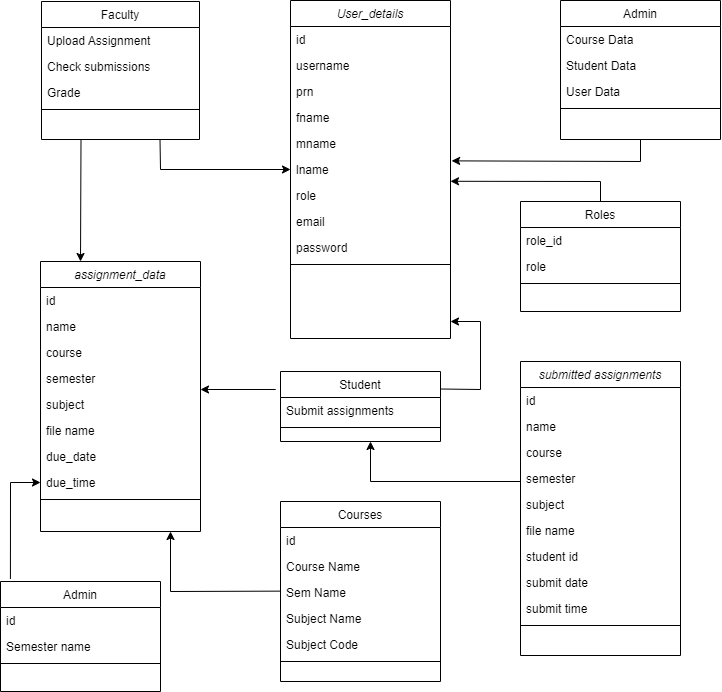 Faculty
Upload Assignment
Check submissions
Grade
User_details
id
username
prn
fname
mname
lname
role
email
password
Admin
Course Data
Student Data
User Data
Roles
role_id
role
assignment_data
id
name
course
semester
subject
file name
due_date
due_time
Student
Submit assignments
submitted assignments
id
name
course
semester
subject
file name
student id
submit date
submit time
Courses
id
Course Name
Sem Name
Subject Name
Subject Code
Admin
id
Semester name